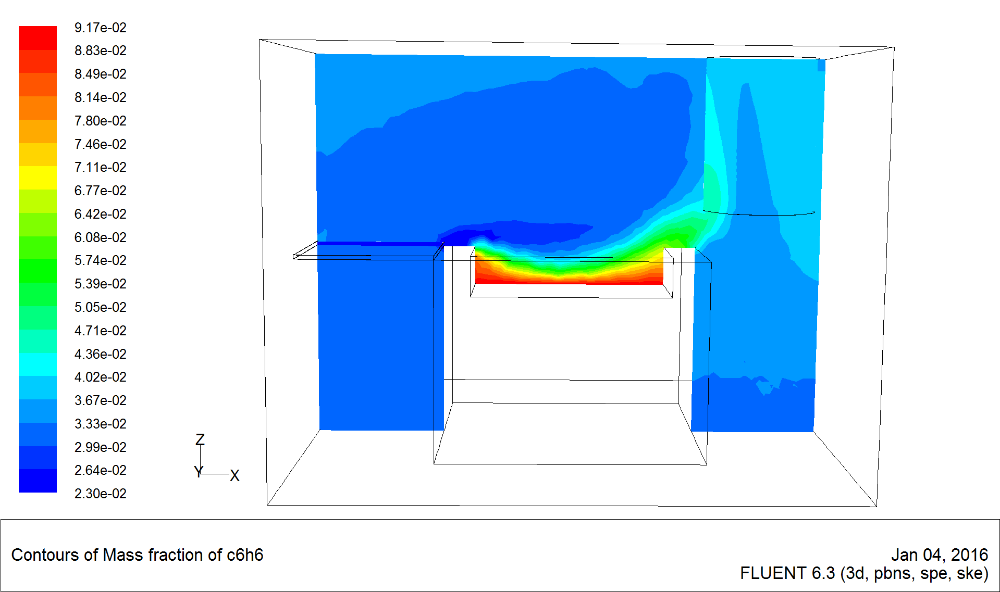 9.17e-02
8.83e-02
8.49e-02
8.14e-02
7.80e-02
7.46e-02
7.11e-02
6.77e-02
6.42e-02
6.08e-02
5.74e-02
5.39e-02
5.05e-02
4.71e-02
4.36e-02
4.02e-02
3.67e-02
3.33e-02
2.99e-02
2.64e-02
2.30e-02
Z
Y
X
Contours of Mass fraction of c6h6
Jan 04, 2016
FLUENT 6.3 (3d, pbns, spe, ske)